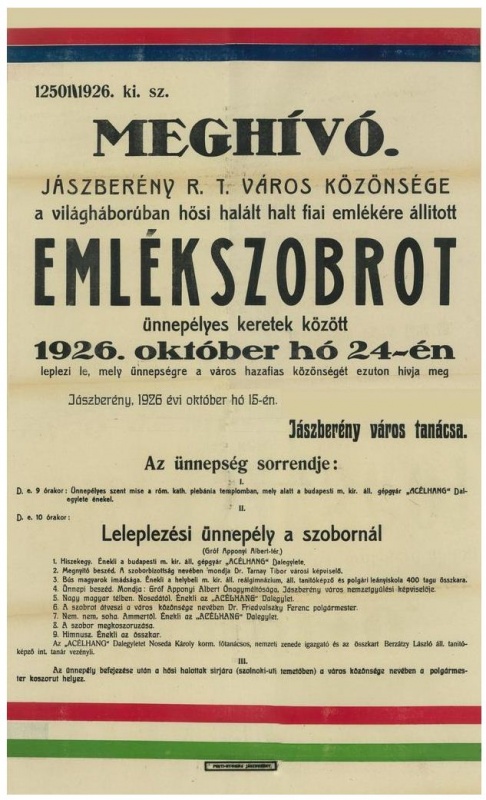 12501\1926. ki. sz.
MEGHÍVÓ.
JÁSZBERÉNY R. T. VÁROS KÖZÖNSÉGE
a világháborúban hősi halált halt fiai emlékére állitott
EMLÉKSZOBROT
ünnepélyes keretek között
1926. október hó 24-én
leplezi le, mely ünnepségre a város hazafias közönségét ezuton hivja meg
Jászberény, 1926 évi október hó 15-én.
Jászberény város tanácsa.
Az ünnepség sorrendje:
I.
D. e. 9 órakor: Ünnepélyes szent mise a róm. kath. plebánia templomban, mely alatt a budapesti m. kir. áll. gépgyár „ACÉLHANG" Dal-
egylete énekel.
II.
D. e. 10 órakor:
Leleplezési ünnepély a szobornál
(Gróf Apponyi Albert-tér.)
1. Hiszekegy. Énekli a budapesti m. kir. áll. gépgyár „ACÉLHANG" Dalegylete.
2. Megnyitó beszéd. A szoborbizottság nevében mondja Dr. Tarnay Tibor városi képviselő.
3. Bús magyarok imádsága. Énekli a helybeli m. kir. áll. reálgimnázium, áll. tanitóképző és polgári leányiskola 400 tagu összkara.
4. Ünnepi beszéd. Mondja: Gróf Apponyi Albert Őnagyméltósága, Jászberény város nemzetgyülési képviselője.
5. Nagy magyar télben. Nosedától. Énekli az „ACÉLHANG" Dalegylet.
6. A szobrot átveszi a város közönsége nevében Dr. Friedvalszky Ferenc polgármester.
7. Nem, nem, soha. Ammertől. Énekli az „ACÉLHANG" Dalegylet.
8. A szobor megkoszoruzása.
9. Himnusz. Énekli az összkar.
Az „ACÉLHANG" Dalegyletet Noseda Károly korm. főtanácsos, nemzeti zenede igazgató és az összkart Berzátzy László áll. tanitó-
képző int. tanár vezényli.
III.
Az ünnepély befejezése után a hősi halottak sirjára (szolnoki-uti temetőben) a város közönsége nevében a polgármes-
ter koszorut helyez.